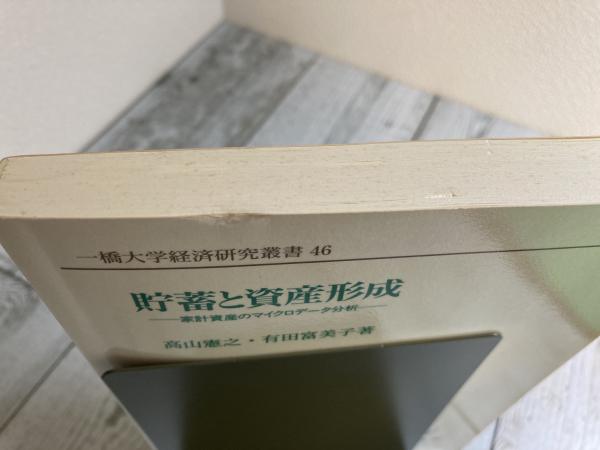 一橋大学経済研究叢書 46
貯蓄と資産形成
―家計資産のマイクロデータ分析―
高山憲之・有田富美子著